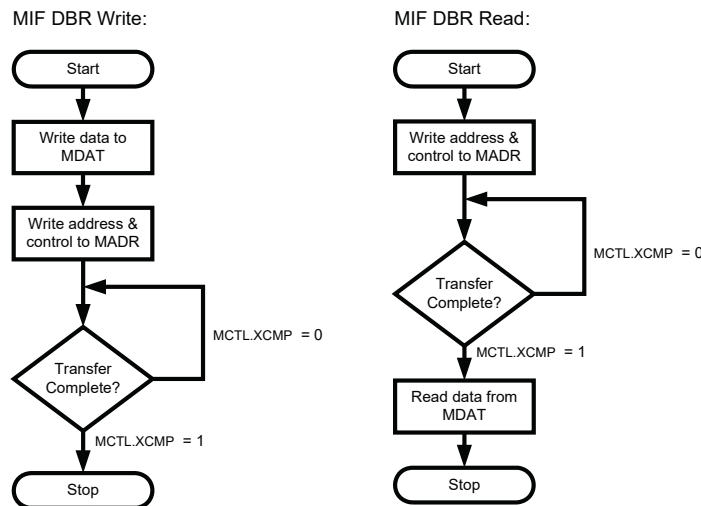 MIF DBR Write:
Start
Write data to
MDAT
Write address &
control to MADR
MCTL.XCMP = 0
Transfer
Complete?
MCTL.XCMP = 1
Stop
MIF DBR Read:
Start
Write address &
control to MADR
MCTL.XCMP = 0
Transfer
Complete?
MCTL.XCMP = 1
Read data from
MDAT
Stop